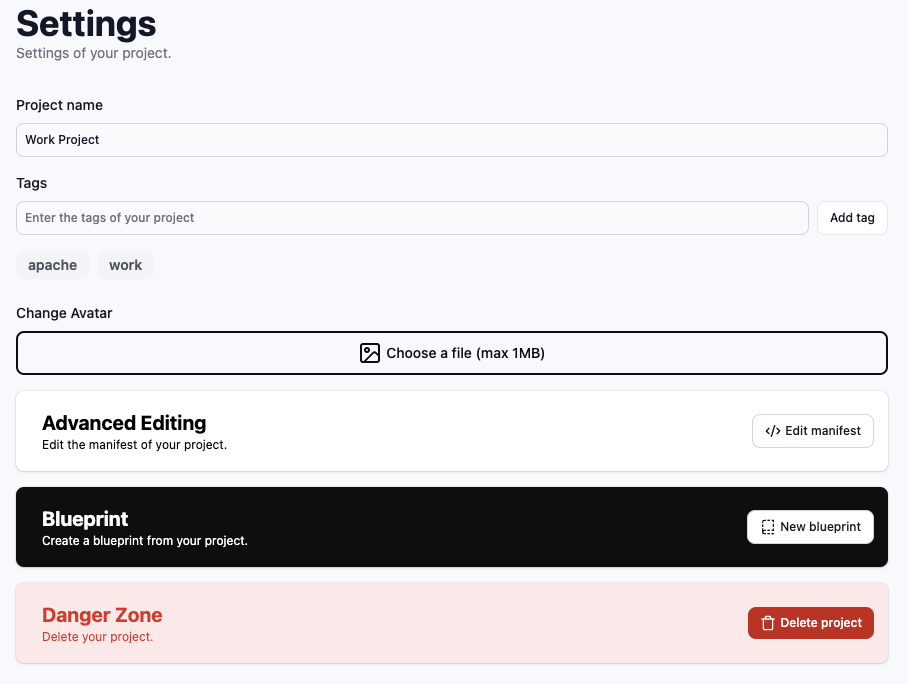 Settings
Settings of your project.
Project name
Work Project
Tags
Enter the tags of your project
Add tag
apache work
Change Avatar
Choose a file (max 1MB)
Advanced Editing
Edit the manifest of your project.
</> Edit manifest
Blueprint
Create a blueprint from your project.
New blueprint
Danger Zone
Delete your project.
Delete project